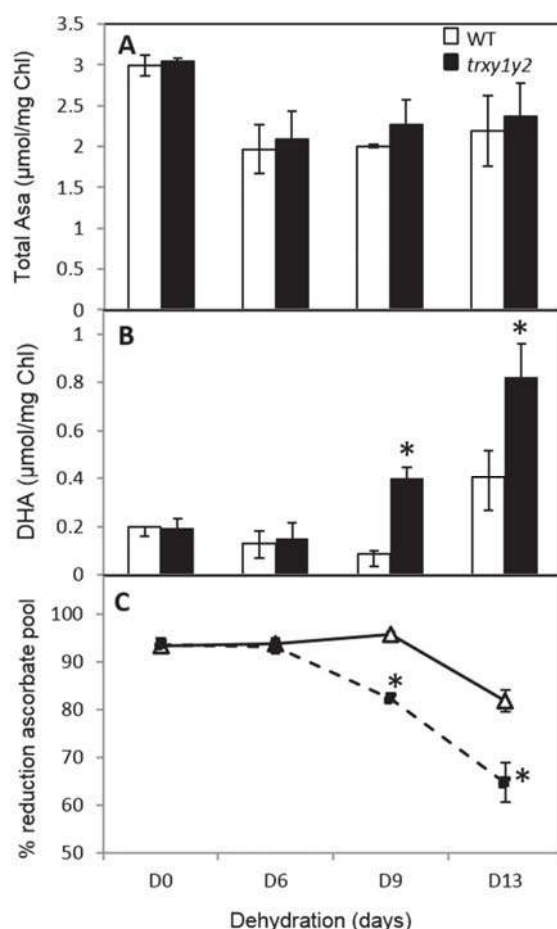 A
WT
trxy1y2
Total Asa (µmol/mg Chl)
3.5
3
2.5
2
1.5
1
0.5
0
B
*
*
DHA (µmol/mg Chl)
1
0.8
0.6
0.4
0.2
0
C
*
*
% reduction ascorbate pool
100
90
80
70
60
50
D0 D6 D9 D13
Dehydration (days)